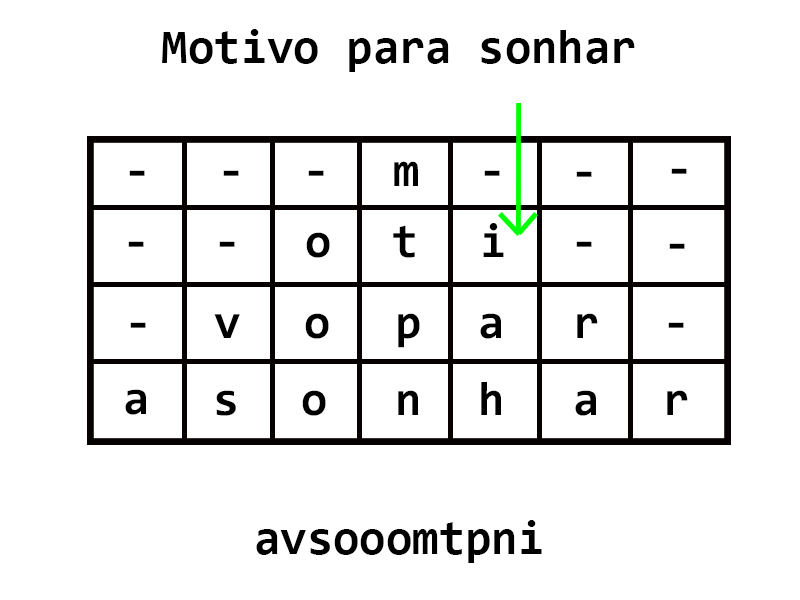 Motivo para sonhar
- - - m - - -
- - o t i - -
- v o p a r -
a s o n h a r
avsooomtpni